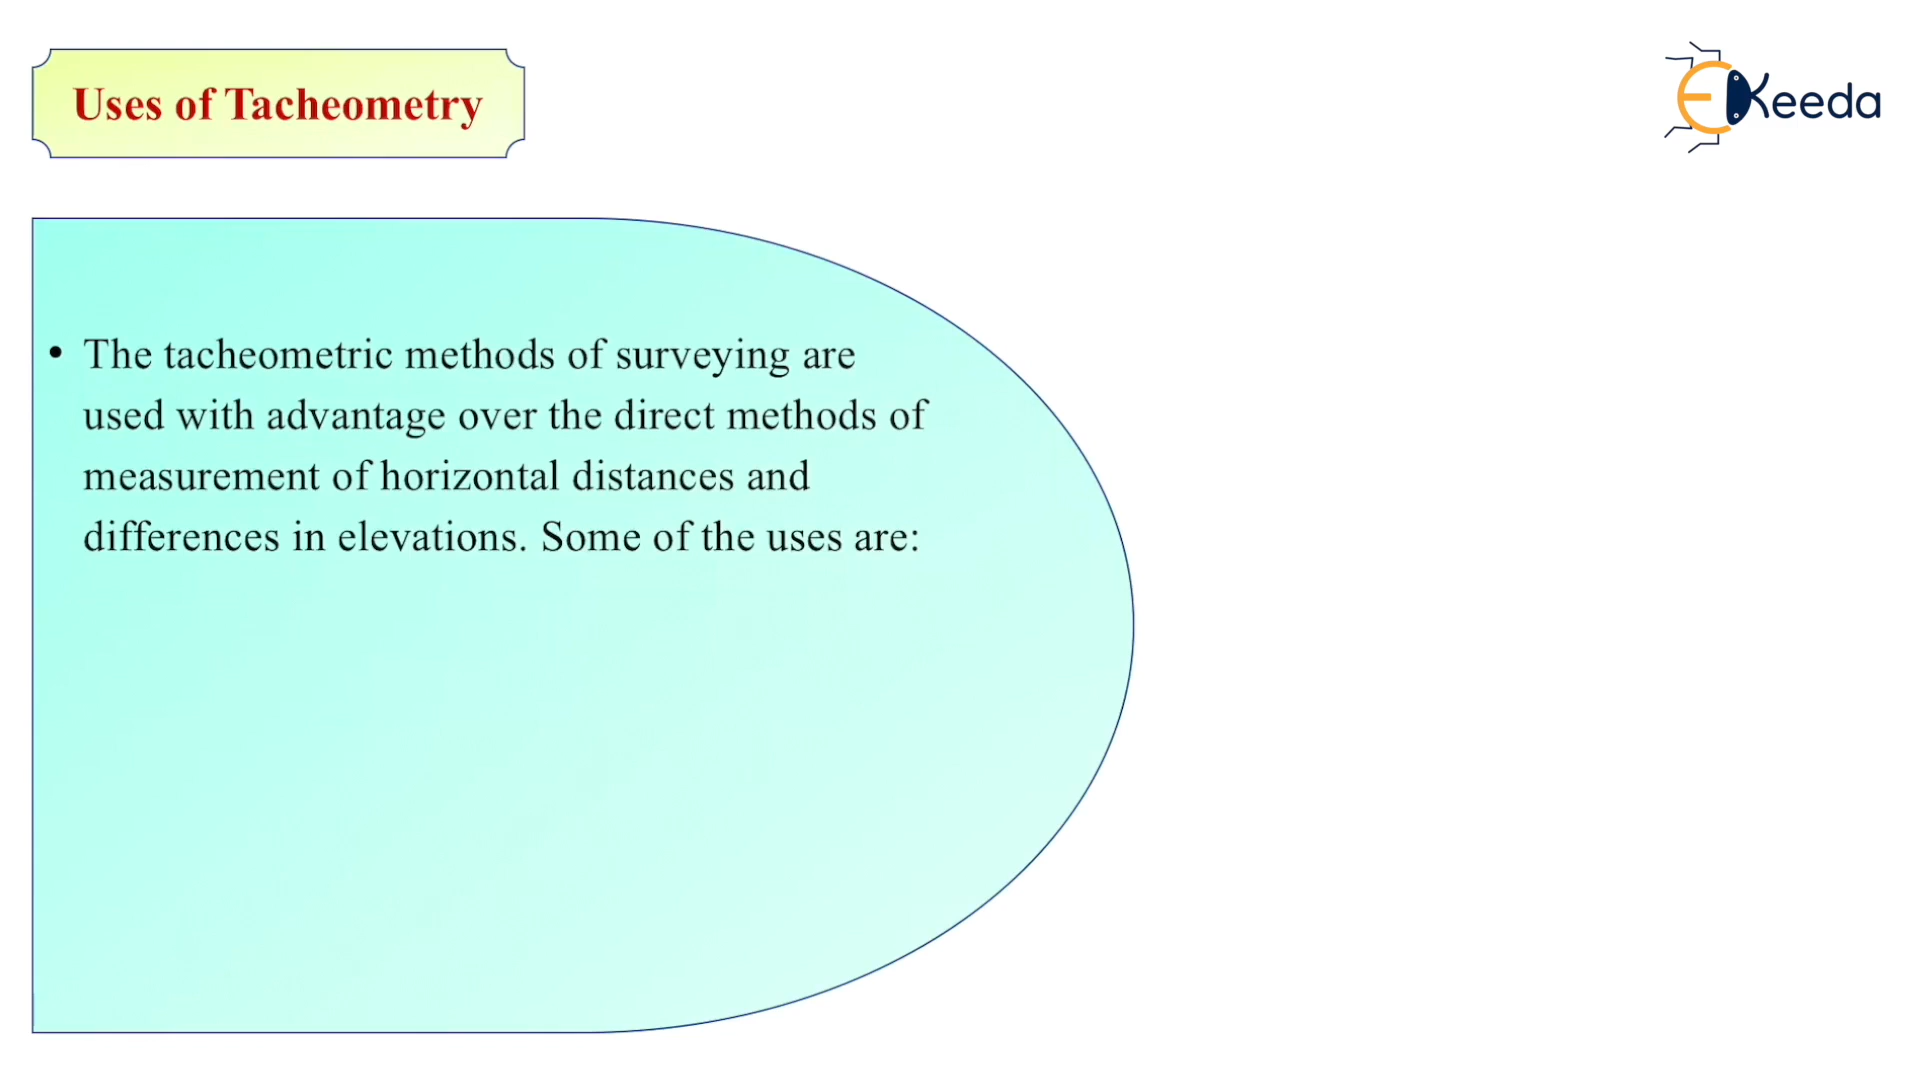 Uses of Tacheometry
EKeeda
• The tacheometric methods of surveying are
used with advantage over the direct methods of
measurement of horizontal distances and
differences in elevations. Some of the uses are: